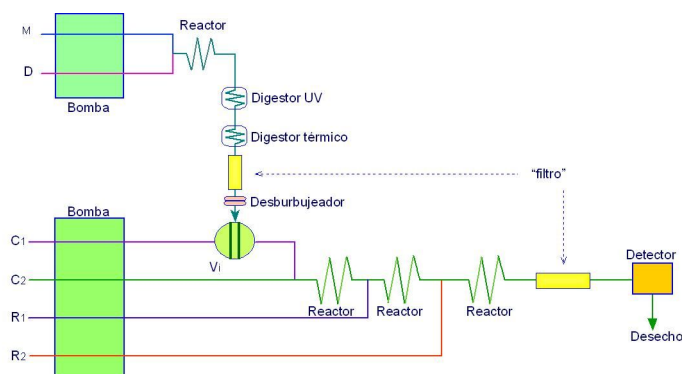 Reactor
M
D
Bomba
Digestor UV
Digestor térmico
"filtro"
Desburbujeador
Bomba
C1
Vi
Detector
C2
Reactor
Reactor
Reactor
R1
Desecho
R2